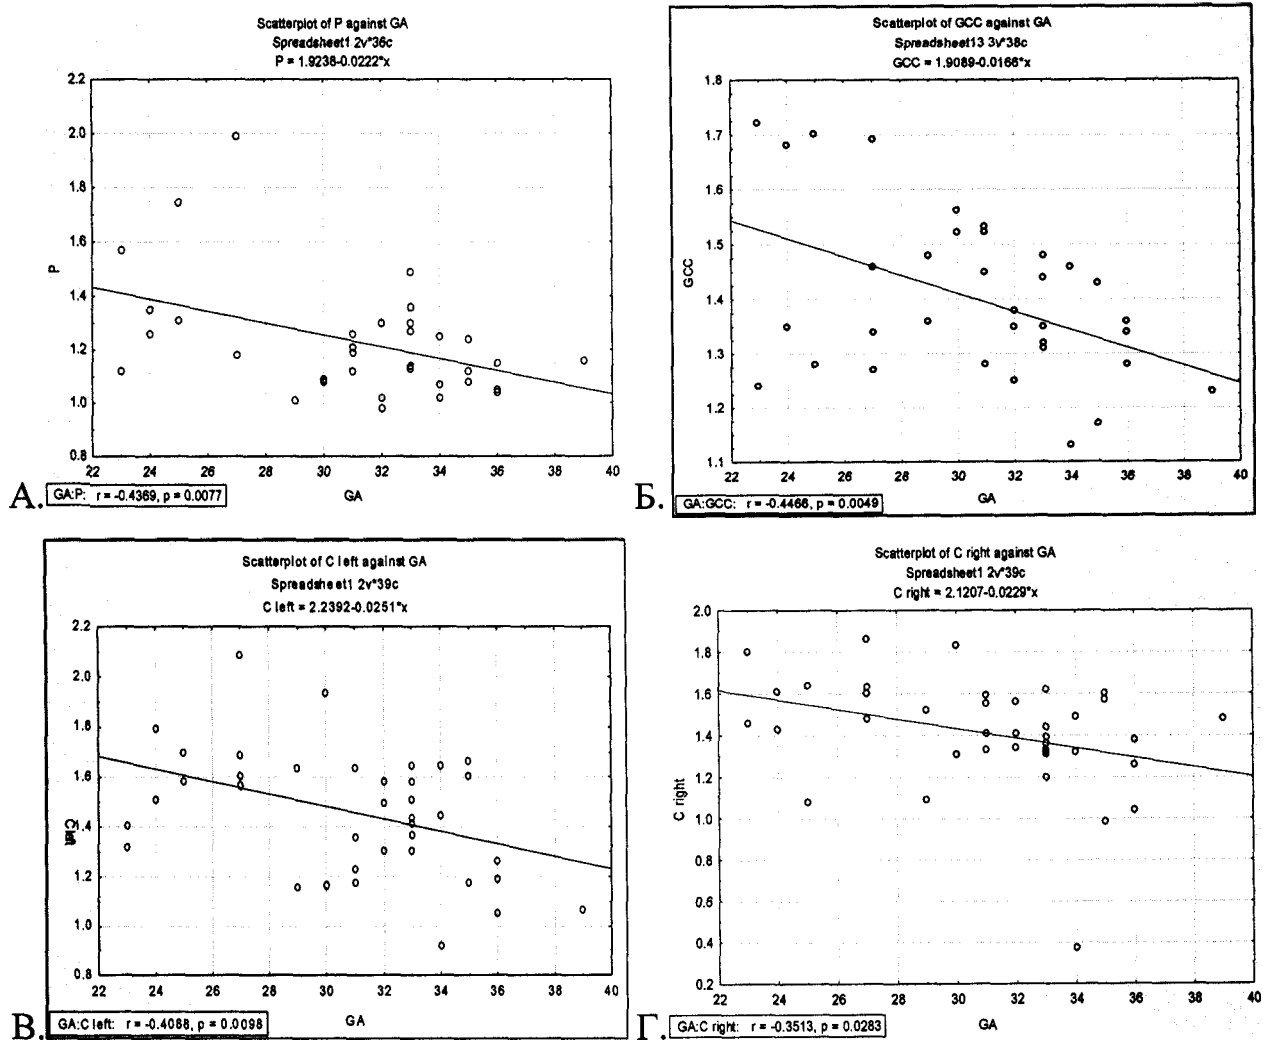 Scatterplot of P against GA
Spreadsheet1 2v*36c
P = 1.9238-0.0222*x
2.2
2.0
1.8
1.6
1.4
1.2
1.0
0.8
P
22 24 26 28 30 32 34 36 38 40
GA
А.
GA:P: r = -0.4369, p = 0.0077
Scatterplot of GCC against GA
Spreadsheet13 3v*38c
GCC = 1.9089-0.0166*x
1.8
1.7
1.6
1.5
1.4
1.3
1.2
1.1
GCC
22 24 26 28 30 32 34 36 38 40
GA
Б.
GA:GCC: r = -0.4466, p = 0.0049
Scatterplot of C left against GA
Spreadsheet1 2v*39c
C left = 2.2392-0.0251*x
2.2
2.0
1.8
1.6
1.4
1.2
1.0
0.8
C left
22 24 26 28 30 32 34 36 38 40
GA
В.
GA:C left: r = -0.4088, p = 0.0098
Scatterplot of C right against GA
Spreadsheet1 2v*39c
C right = 2.1207-0.0229*x
2.0
1.8
1.6
1.4
1.2
1.0
0.8
0.6
0.4
0.2
C right
22 24 26 28 30 32 34 36 38 40
GA
Г.
GA:C right: r = -0.3513, p = 0.0283